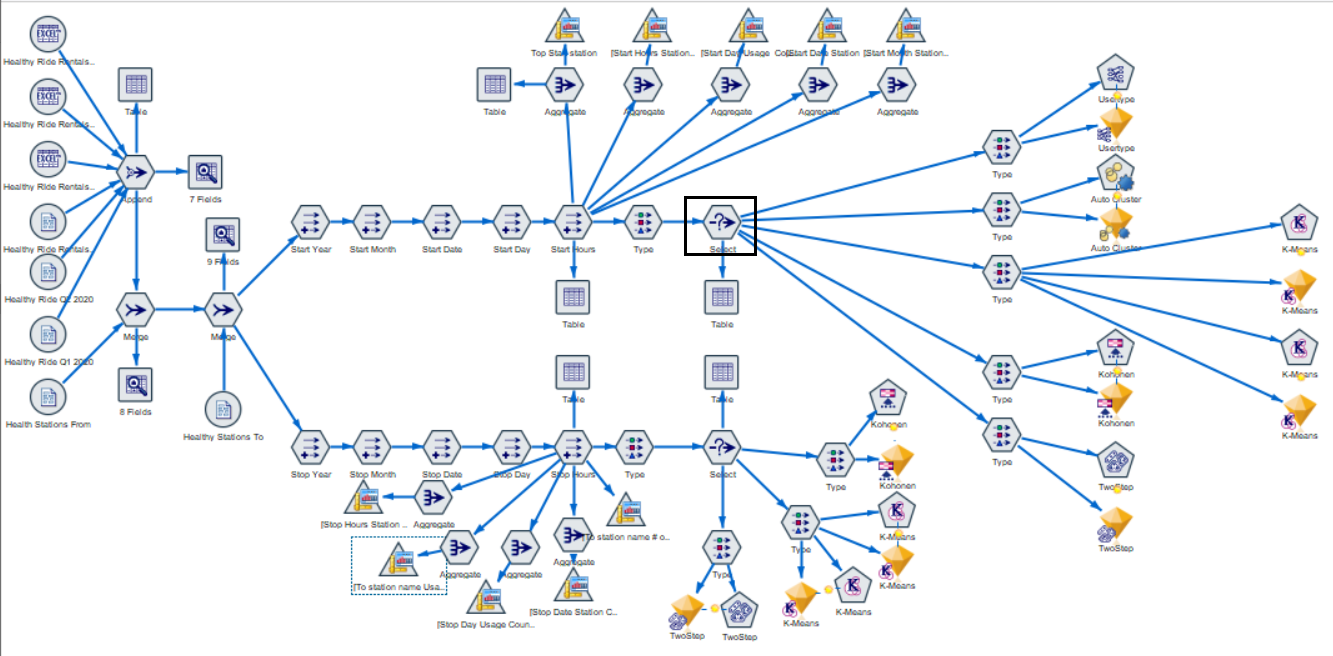 Top Start station
[Start Hours Station...
[Start Day Usage
[Start Date Station
[Start Month Station...
EXCEL
Healthy Ride Rentals...
Table
Table
Aggregate
Aggregate
Aggregate
Aggregate
Aggregate
Usertype
EXCEL
Healthy Ride Rentals...
Usertype
Type
EXCEL
Healthy Ride Rentals...
Append
7 Fields
Auto Cluster
Type
Healthy Ride Rentals
9 Fields
Start Year
Start Month
Start Date
Start Day
Start Hours
Type
Select
Auto Cluster
K-Means
Healthy Ride Q2 2020
Type
K-Means
Table
Table
Merge
Merge
Healthy Ride Q1 2020
Kohonen
K-Means
Type
8 Fields
Table
Table
Health Stations From
Healthy Stations To
Kohonen
Kohonen
K-Means
Type
Stop Year
Stop Month
Stop Date
Stop Day
Stop Hours
Type
Select
Type
Kohonen
TwoStep
[Stop Hours Station ...
Aggregate
[To station name # o...
K-Means
Type
TwoStep
Aggregate
Aggregate
Aggregate
Type
[To station name Usa...
K-Means
[Stop Day Usage Coun...
[Stop Date Station C...
K-Means
K-Means
TwoStep
TwoStep